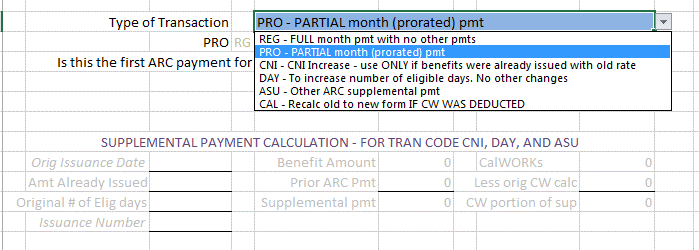 Type of Transaction PRO - PARTIAL month (prorated) pmt
PRO RG
REG - FULL month pmt with no other pmts
PRO - PARTIAL month (prorated) pmt
Is this the first ARC payment for
CNI - CNI Increase - use ONLY if benefits were already issued with old rate
DAY - To increase number of eligible days. No other changes
ASU - Other ARC supplemental pmt
CAL - Recalc old to new form IF CW WAS DEDUCTED
SUPPLEMENTAL PAYMENT CALCULATION - FOR TRAN CODE CNI, DAY, AND ASU
Orig Issuance Date Benefit Amount 0 CalWORKs 0
Amt Already Issued Prior ARC Pmt 0 Less orig CW calc 0
Original # of Elig days Supplemental pmt 0 CW portion of sup 0
Issuance Number